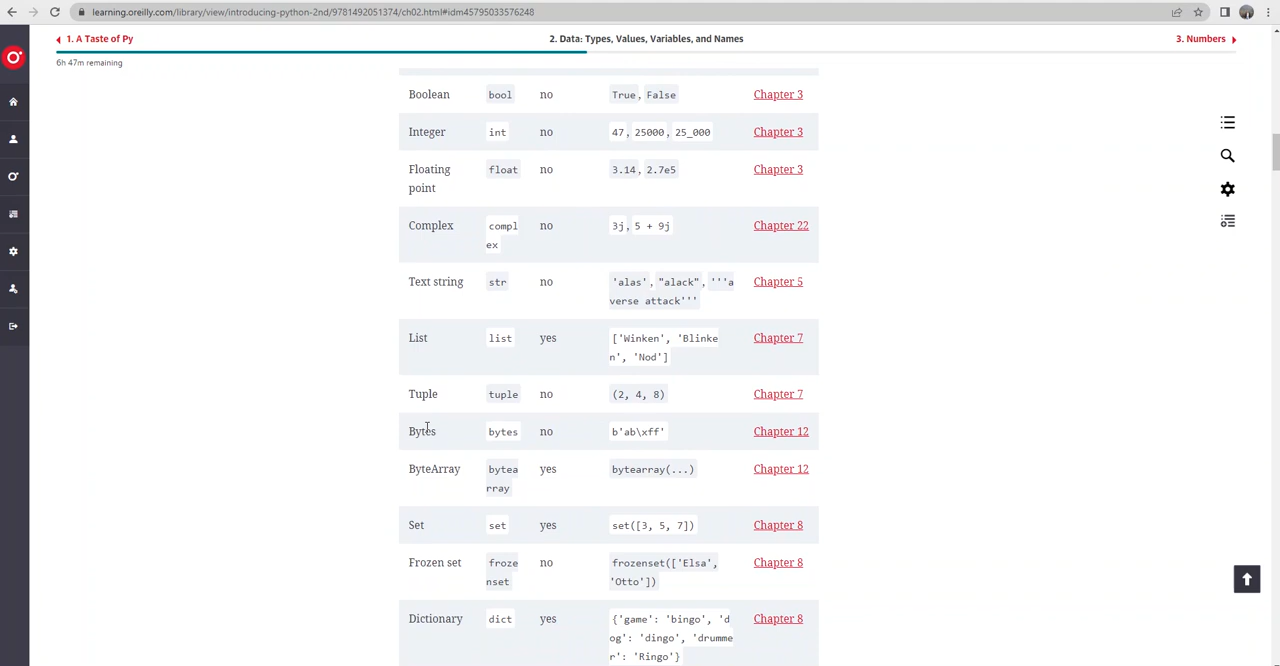 learning.oreilly.com/library/view/introducing-python-2nd/9781492051374/ch02.html#idm45795033576248
1. A Taste of Py
2. Data: Types, Values, Variables, and Names
3. Numbers
6h 47m remaining
Boolean bool no True, False Chapter 3
Integer int no 47, 25000, 25_000 Chapter 3
Floating float no 3.14, 2.7e5 Chapter 3
point
Complex compl no 3j, 5 + 9j Chapter 22
ex
Text string str no 'alas', "alack", '''a Chapter 5
verse attack'''
List list yes ['Winken', 'Blinke Chapter 7
n', 'Nod']
Tuple tuple no (2, 4, 8) Chapter 7
Bytes bytes no b'ab\xff' Chapter 12
ByteArray bytea yes bytearray(...) Chapter 12
rray
Set set yes set([3, 5, 7]) Chapter 8
Frozen set froze no frozenset(['Elsa', Chapter 8
nset 'Otto'])
Dictionary dict yes {'game': 'bingo', 'd Chapter 8
og': 'dingo', 'drumme
r': 'Ringo'}